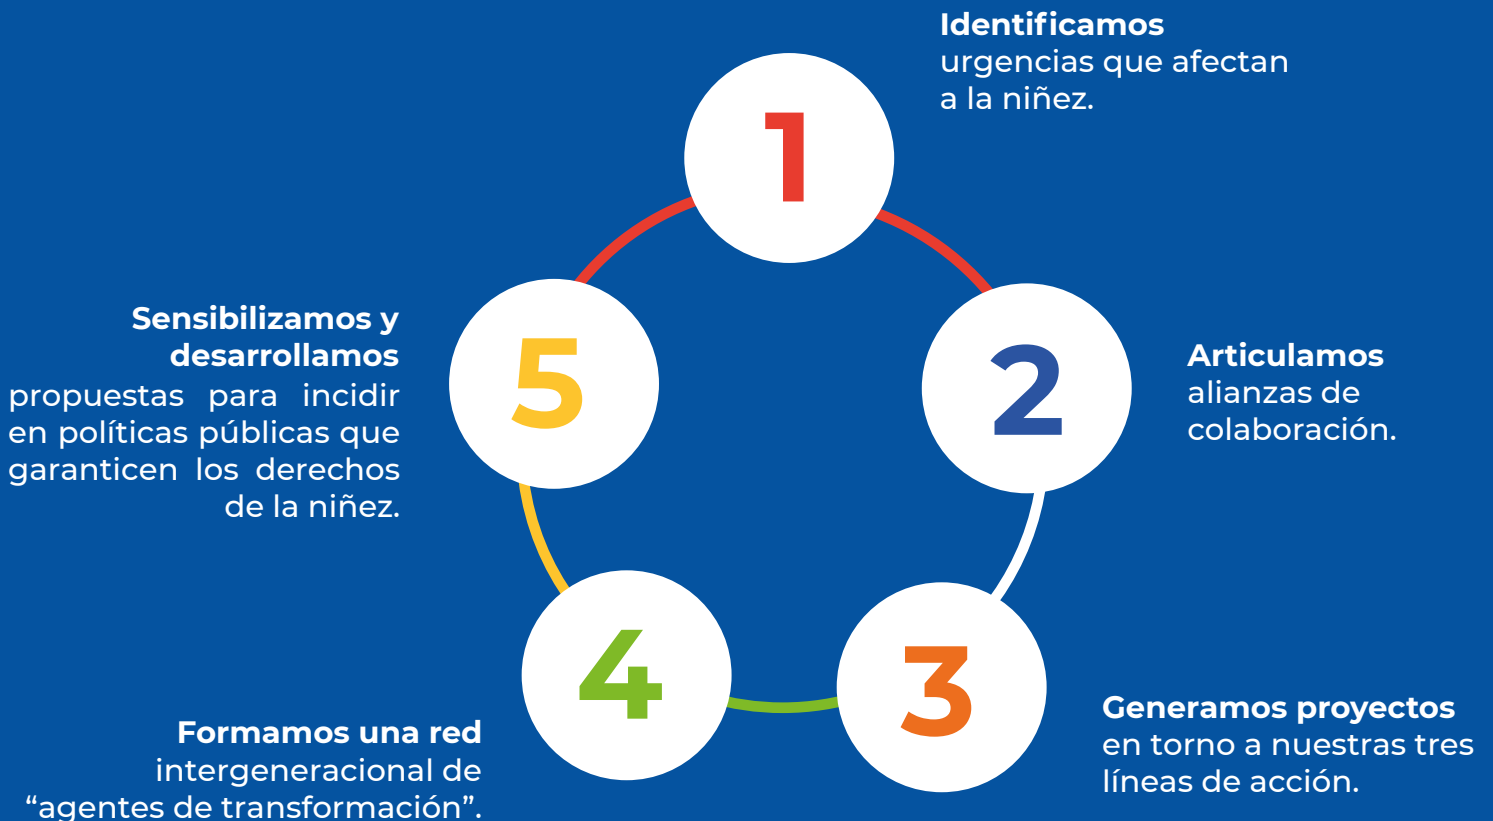 1
Identificamos
urgencias que afectan
a la niñez.
2
Articulamos
alianzas de
colaboración.
3
Generamos proyectos
en torno a nuestras tres
líneas de acción.
4
Formamos una red
intergeneracional de
“agentes de transformación”.
5
Sensibilizamos y
desarrollamos
propuestas para incidir
en políticas públicas que
garanticen los derechos
de la niñez.